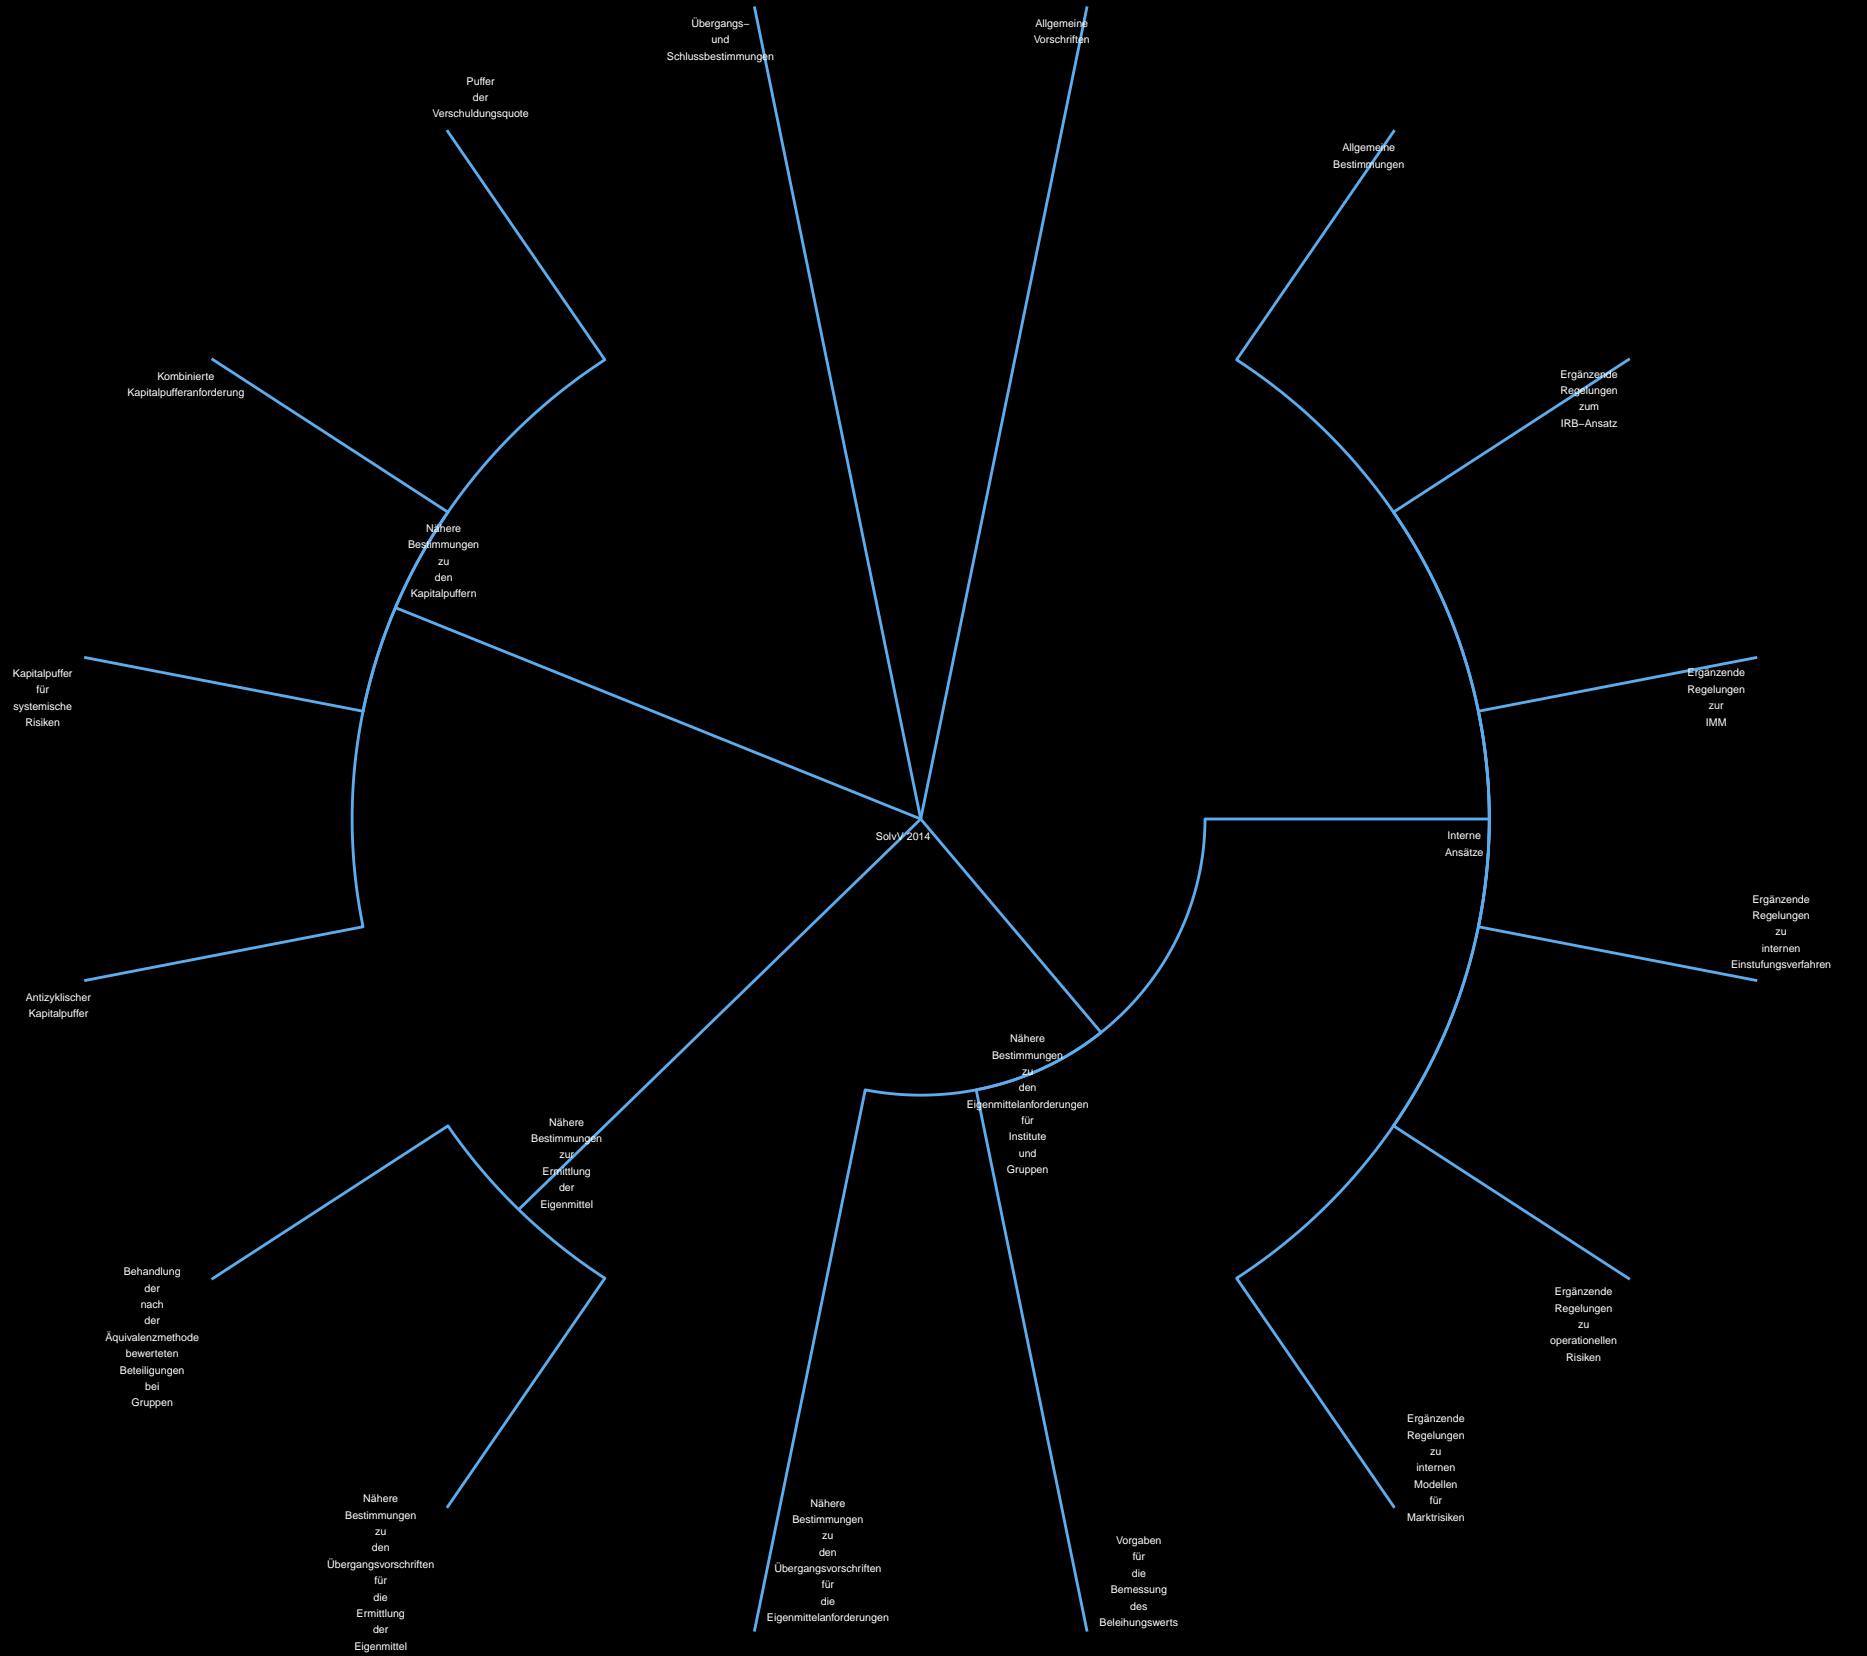 Übergangs–
und
Schlussbestimmungen
Allgemeine
Vorschriften
Puffer
der
Verschuldungsquote
Allgemeine
Bestimmungen
Kombinierte
Kapitalpufferanforderung
Ergänzende
Regelungen
zum
IRB–Ansatz
Nähere
Bestimmungen
zu
den
Kapitalpuffern
Kapitalpuffer
für
systemische
Risiken
Ergänzende
Regelungen
zur
IMM
SolvV 2014
Interne
Ansätze
Ergänzende
Regelungen
zu
internen
Einstufungsverfahren
Antizyklischer
Kapitalpuffer
Nähere
Bestimmungen
zu
den
Eigenmittelanforderungen
für
Institute
und
Gruppen
Nähere
Bestimmungen
zur
Ermittlung
der
Eigenmittel
Behandlung
der
nach
der
Äquivalenzmethode
bewerteten
Beteiligungen
bei
Gruppen
Ergänzende
Regelungen
zu
operationellen
Risiken
Ergänzende
Regelungen
zu
internen
Modellen
für
Marktrisiken
Nähere
Bestimmungen
zu
den
Übergangsvorschriften
für
die
Ermittlung
der
Eigenmittel
Nähere
Bestimmungen
zu
den
Übergangsvorschriften
für
die
Eigenmittelanforderungen
Vorgaben
für
die
Bemessung
des
Beleihungswerts